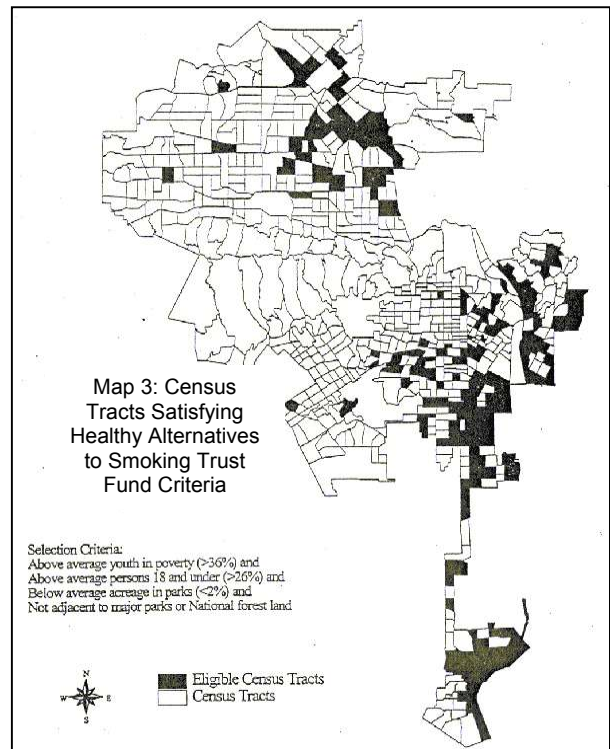 Map 3: Census
Tracts Satisfying
Healthy Alternatives
to Smoking Trust
Fund Criteria
Selection Criteria:
Above average youth in poverty (>36%) and
Above average persons 18 and under (>26%) and
Below average acreage in parks (<2%) and
Not adjacent to major parks or National forest land
N
W E
S
Eligible Census Tracts
Census Tracts